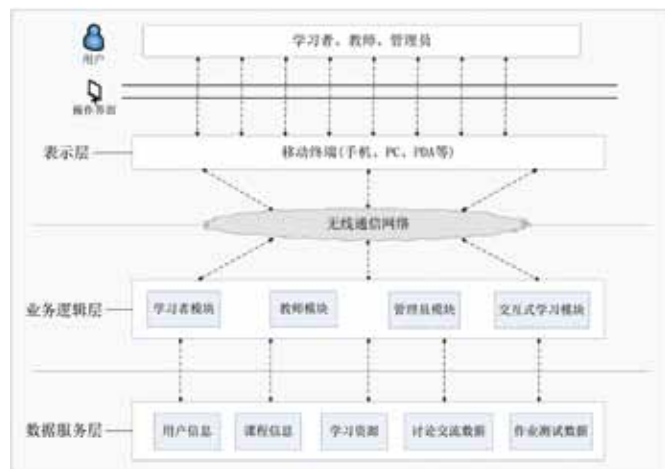 学习者、教师、管理员
用户
操作界面
表示层
移动终端(手机、PC、PDA等)
无线通信网络
业务逻辑层
学习者模块
教师模块
管理员模块
交互式学习模块
数据服务层
用户信息
课程信息
学习资源
讨论交流数据
作业测试数据